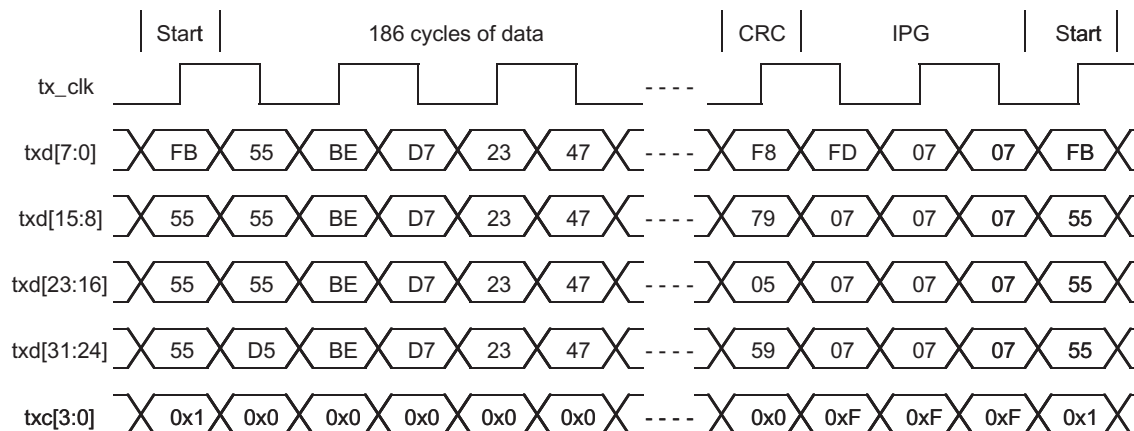 Start 186 cycles of data CRC IPG Start
tx_clk
txd[7:0] FB 55 BE D7 23 47 F8 FD 07 07 FB
txd[15:8] 55 55 BE D7 23 47 79 07 07 07 55
txd[23:16] 55 55 BE D7 23 47 05 07 07 07 55
txd[31:24] 55 D5 BE D7 23 47 59 07 07 07 55
txc[3:0] 0x1 0x0 0x0 0x0 0x0 0x0 0x0 0xF 0xF 0xF 0x1